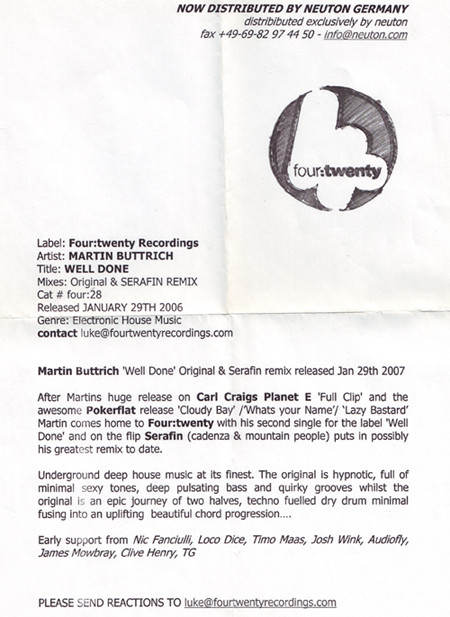 NOW DISTRIBUTED BY NEUTON GERMANY
distribibuted exclusively by neuton
fax +49-69-82 97 44 50 - info@neuton.com
four:twenty
Label: Four:twenty Recordings
Artist: MARTIN BUTTRICH
Title: WELL DONE
Mixes: Original & SERAFIN REMIX
Cat # four:28
Released JANUARY 29TH 2006
Genre: Electronic House Music
contact luke@fourtwentyrecordings.com
Martin Buttrich 'Well Done' Original & Serafin remix released Jan 29th 2007
After Martins huge release on Carl Craigs Planet E 'Full Clip' and the
awesome Pokerflat release 'Cloudy Bay' /'Whats your Name'/ 'Lazy Bastard'
Martin comes home to Four:twenty with his second single for the label 'Well
Done' and on the flip Serafin (cadenza & mountain people) puts in possibly
his greatest remix to date.
Underground deep house music at its finest. The original is hypnotic, full of
minimal sexy tones, deep pulsating bass and quirky grooves whilst the
original is an epic journey of two halves, techno fuelled dry drum minimal
fusing into an uplifting beautiful chord progression....
Early support from Nic Fanciulli, Loco Dice, Timo Maas, Josh Wink, Audiofly,
James Mowbray, Clive Henry, TG
PLEASE SEND REACTIONS TO luke@fourtwentyrecordings.com